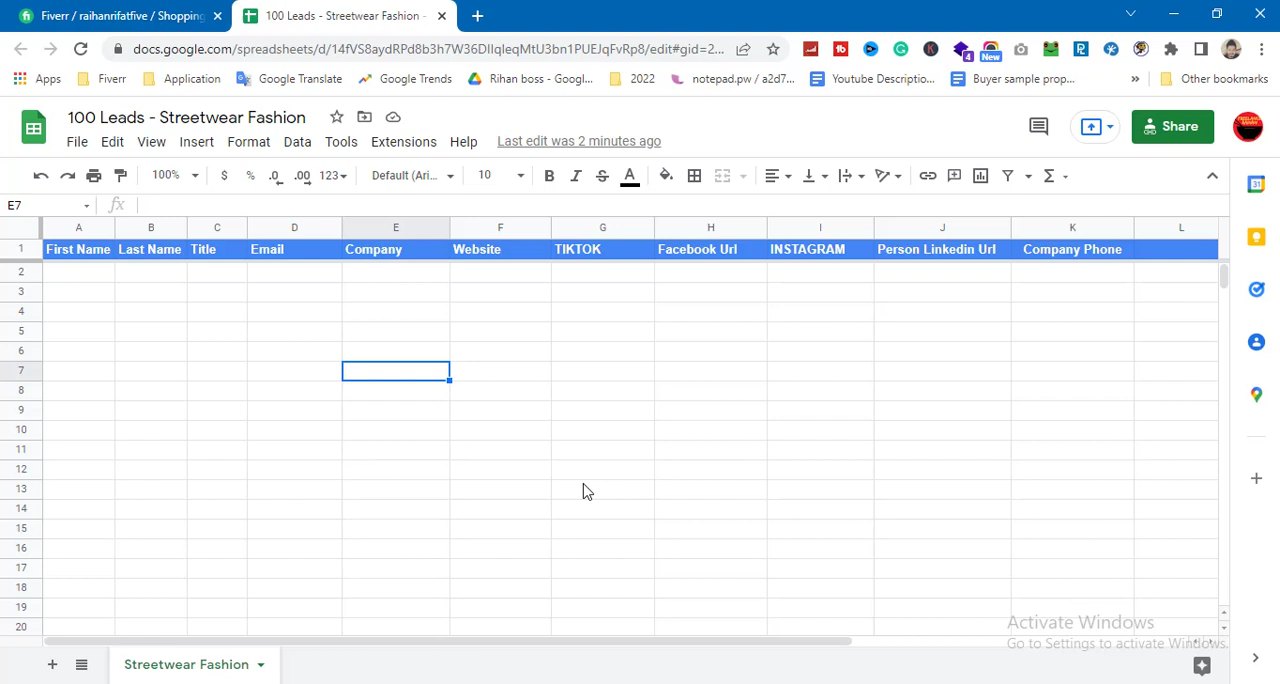 Fiverr / raihanrifatfive / Shopping
100 Leads - Streetwear Fashion -
docs.google.com/spreadsheets/d/14fVS8aydRPd8b3h7W36DIIqleqMtU3bn1PUEJqFvRp8/edit#gid=2...
New
4
Apps
Fiverr
Application
Google Translate
Google Trends
Rihan boss - Googl...
2022
notepad.pw / a2d7...
Youtube Descriptio...
Buyer sample prop...
»
Other bookmarks
100 Leads - Streetwear Fashion
File Edit View Insert Format Data Tools Extensions Help Last edit was 2 minutes ago
Share
100% $ % .0 .00 123 Default (Ari... 10 B I S A
E7 fx
A B C D E F G H I J K L
1 First Name Last Name Title Email Company Website TIKTOK Facebook Url INSTAGRAM Person Linkedin Url Company Phone
2
3
4
5
6
7
8
9
10
11
12
13
14
15
16
17
18
19
20
Activate Windows
Go to Settings to activate Windows.
Streetwear Fashion